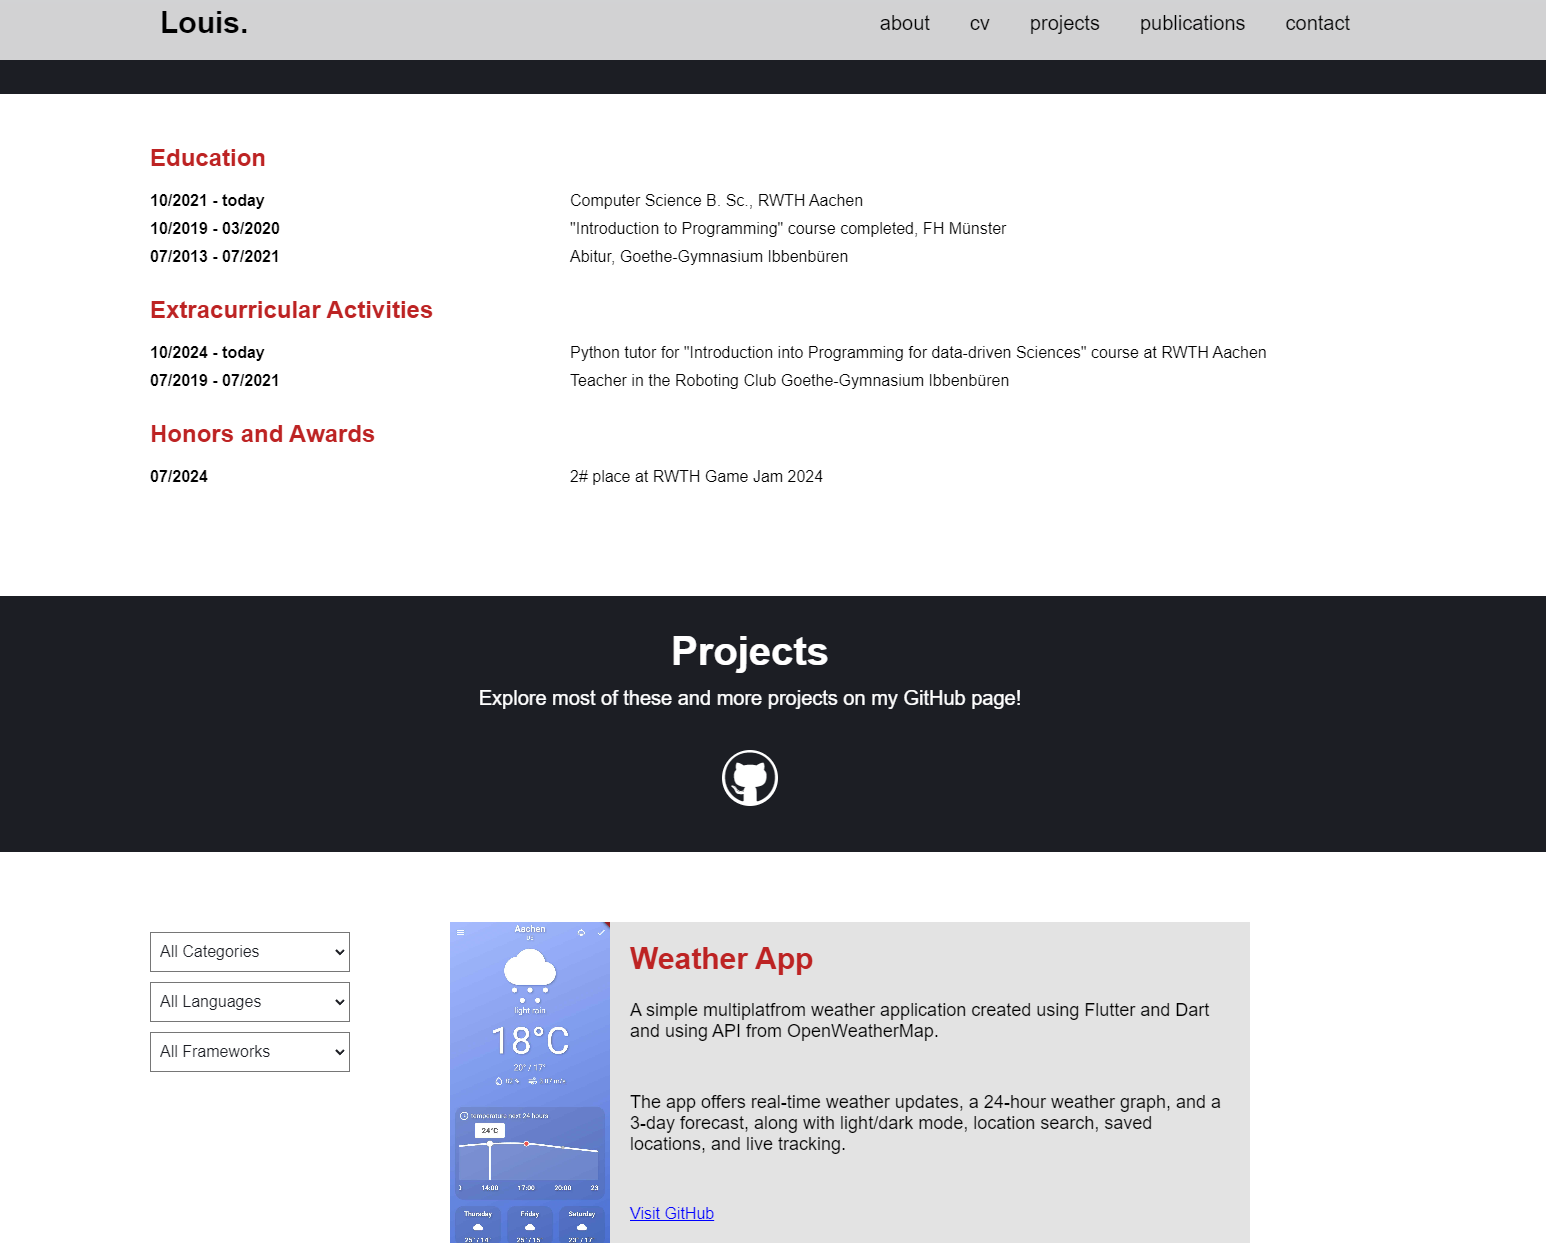 Louis.
about cv projects publications contact
Education
10/2021 - today Computer Science B. Sc., RWTH Aachen
10/2019 - 03/2020 "Introduction to Programming" course completed, FH Münster
07/2013 - 07/2021 Abitur, Goethe-Gymnasium Ibbenbüren
Extracurricular Activities
10/2024 - today Python tutor for "Introduction into Programming for data-driven Sciences" course at RWTH Aachen
07/2019 - 07/2021 Teacher in the Roboting Club Goethe-Gymnasium Ibbenbüren
Honors and Awards
07/2024 2# place at RWTH Game Jam 2024
Projects
Explore most of these and more projects on my GitHub page!
All Categories
All Languages
All Frameworks
Aachen
light rain
18°C
20° / 17°
temperature next 24 hours
24°C
14:00 17:00 20:00 23
Thursday Friday Saturday
Weather App
A simple multiplatfrom weather application created using Flutter and Dart
and using API from OpenWeatherMap.
The app offers real-time weather updates, a 24-hour weather graph, and a
3-day forecast, along with light/dark mode, location search, saved
locations, and live tracking.
Visit GitHub